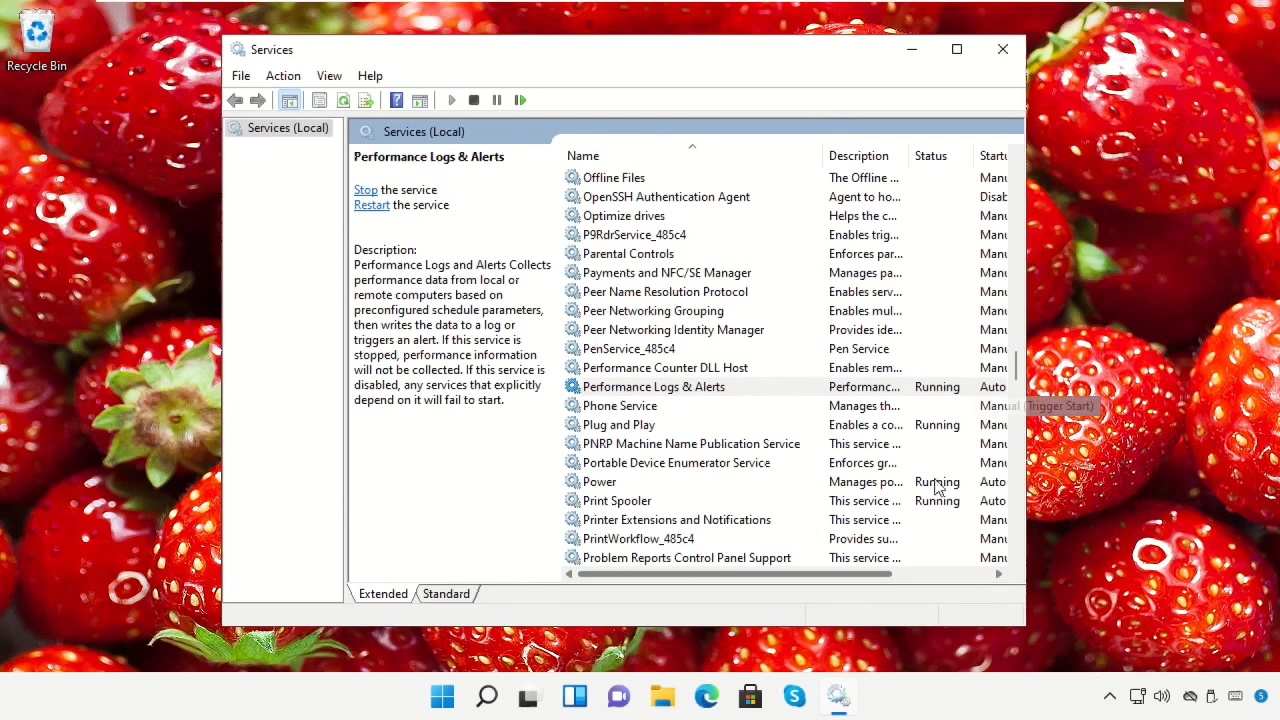 Recycle Bin
Services
File Action View Help
Services (Local)
Services (Local)
Performance Logs & Alerts
Stop the service
Restart the service
Description:
Performance Logs and Alerts Collects
performance data from local or
remote computers based on
preconfigured schedule parameters,
then writes the data to a log or
triggers an alert. If this service is
stopped, performance information
will not be collected. If this service is
disabled, any services that explicitly
depend on it will fail to start.
Name Description Status Startu
Offline Files The Offline ... Manu
OpenSSH Authentication Agent Agent to ho... Disab
Optimize drives Helps the c... Manu
P9RdrService_485c4 Enables trig... Manu
Parental Controls Enforces par... Manu
Payments and NFC/SE Manager Manages pa... Manu
Peer Name Resolution Protocol Enables serv... Manu
Peer Networking Grouping Enables mul... Manu
Peer Networking Identity Manager Provides ide... Manu
PenService_485c4 Pen Service Manu
Performance Counter DLL Host Enables rem... Manu
Performance Logs & Alerts Performanc... Running Auto
Phone Service Manages th... Manual (Trigger Start)
Plug and Play Enables a co... Running Manu
PNRP Machine Name Publication Service This service ... Manu
Portable Device Enumerator Service Enforces gr... Manu
Power Manages po... Running Auto
Print Spooler This service ... Running Auto
Printer Extensions and Notifications This service ... Manu
PrintWorkflow_485c4 Provides su... Manu
Problem Reports Control Panel Support This service ... Manu
Extended Standard
5